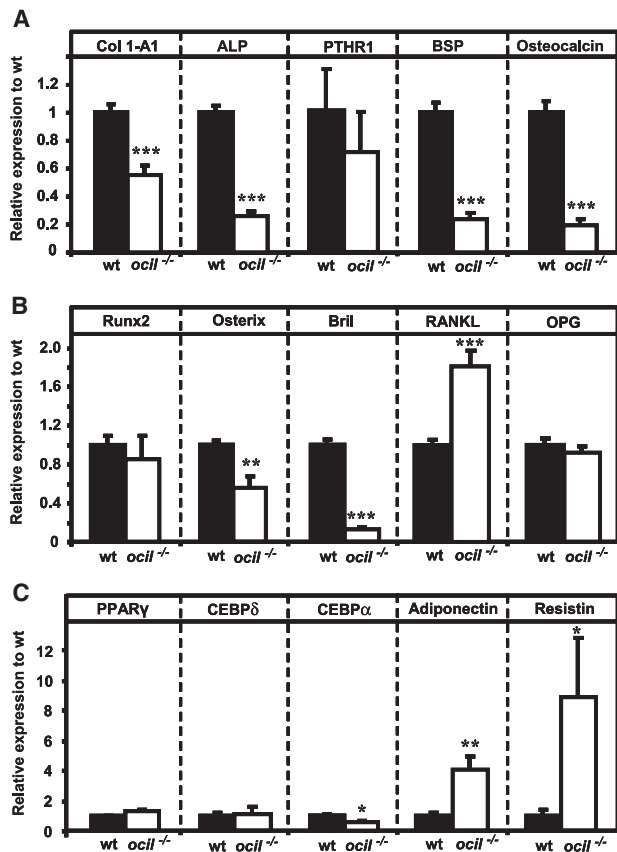 A
Col 1-A1 ALP PTHR1 BSP Osteocalcin
Relative expression to wt
1.2
1
0.8
0.6
0.4
0.2
0
***
***
***
***
wt ocil -/- wt ocil -/- wt ocil -/- wt ocil -/- wt ocil -/-
B
Runx2 Osterix Bril RANKL OPG
Relative expression to wt
2.0
1.6
1.2
0.8
0.4
0
**
***
***
wt ocil -/- wt ocil -/- wt ocil -/- wt ocil -/- wt ocil -/-
C
PPARγ CEBPδ CEBPα Adiponectin Resistin
Relative expression to wt
12
10
8
6
4
2
0
*
**
*
wt ocil -/- wt ocil -/- wt ocil -/- wt ocil -/- wt ocil -/-